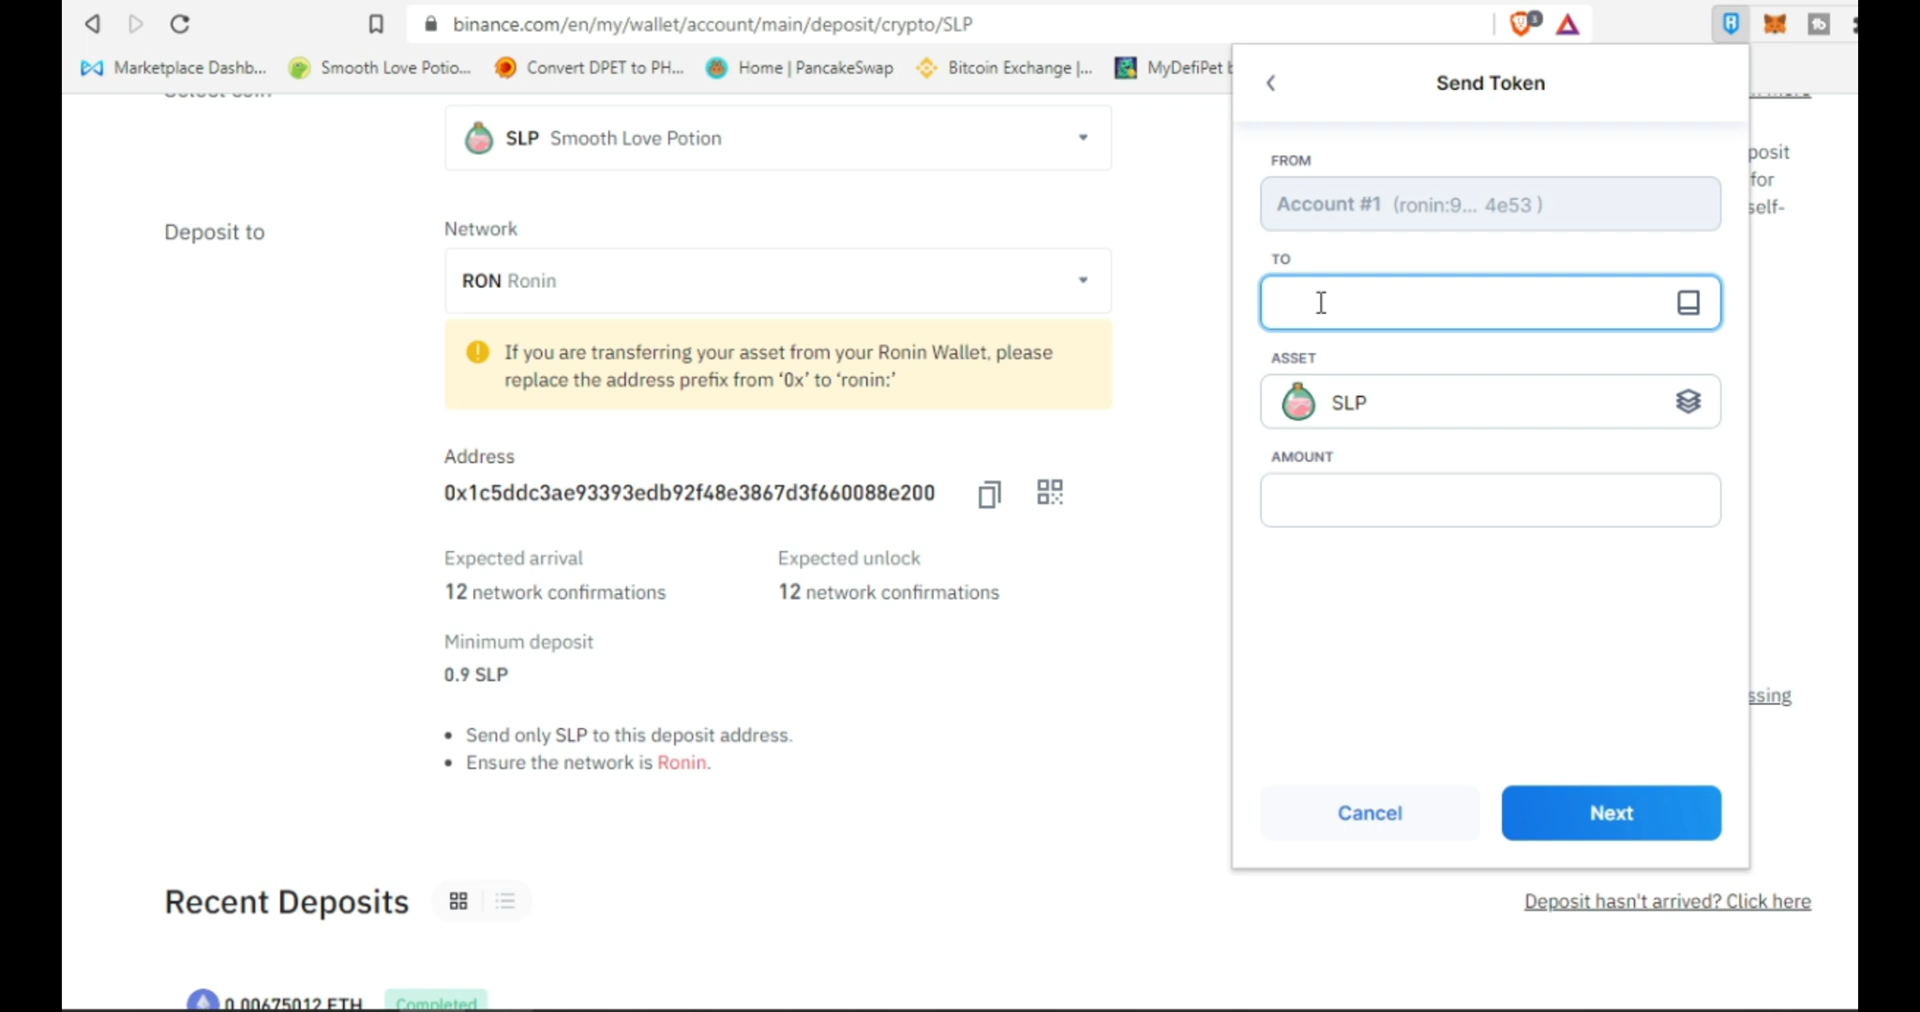 binance.com/en/my/wallet/account/main/deposit/crypto/SLP
3
Marketplace Dashb... Smooth Love Potio... Convert DPET to PH... Home | PancakeSwap Bitcoin Exchange |... MyDefiPet
Select coin
SLP Smooth Love Potion
Deposit to
Network
RON Ronin
If you are transferring your asset from your Ronin Wallet, please
replace the address prefix from ‘0x’ to ‘ronin:’
Address
0x1c5ddc3ae93393edb92f48e3867d3f660088e200
Expected arrival Expected unlock
12 network confirmations 12 network confirmations
Minimum deposit
0.9 SLP
• Send only SLP to this deposit address.
• Ensure the network is Ronin.
Recent Deposits
0.00675012 ETH Completed
Send Token
FROM
Account #1 (ronin:9... 4e53 )
TO
ASSET
SLP
AMOUNT
Cancel Next
posit
for
self-
ssing
Deposit hasn't arrived? Click here